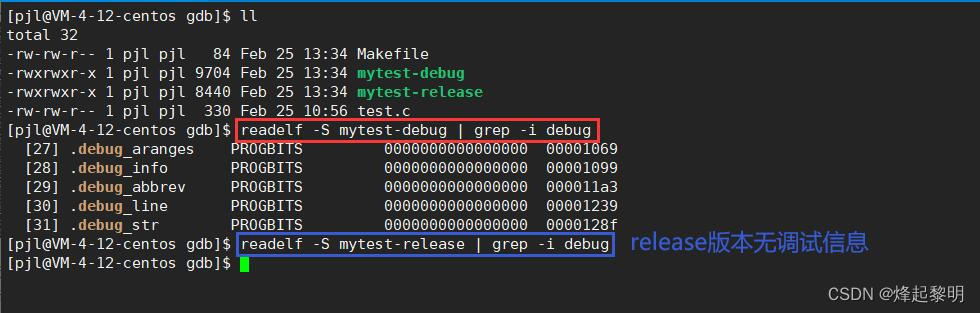 [pjl@VM-4-12-centos gdb]$ ll
total 32
-rw-rw-r-- 1 pjl pjl   84 Feb 25 13:34 Makefile
-rwxrwxr-x 1 pjl pjl 9704 Feb 25 13:34 mytest-debug
-rwxrwxr-x 1 pjl pjl 8440 Feb 25 13:34 mytest-release
-rw-rw-r-- 1 pjl pjl  330 Feb 25 10:56 test.c
[pjl@VM-4-12-centos gdb]$ readelf -S mytest-debug | grep -i debug
  [27] .debug_aranges    PROGBITS         0000000000000000  00001069
  [28] .debug_info       PROGBITS         0000000000000000  00001099
  [29] .debug_abbrev     PROGBITS         0000000000000000  000011a3
  [30] .debug_line       PROGBITS         0000000000000000  00001239
  [31] .debug_str        PROGBITS         0000000000000000  0000128f
[pjl@VM-4-12-centos gdb]$ readelf -S mytest-release | grep -i debug release版本无调试信息
[pjl@VM-4-12-centos gdb]$
CSDN @烽起黎明